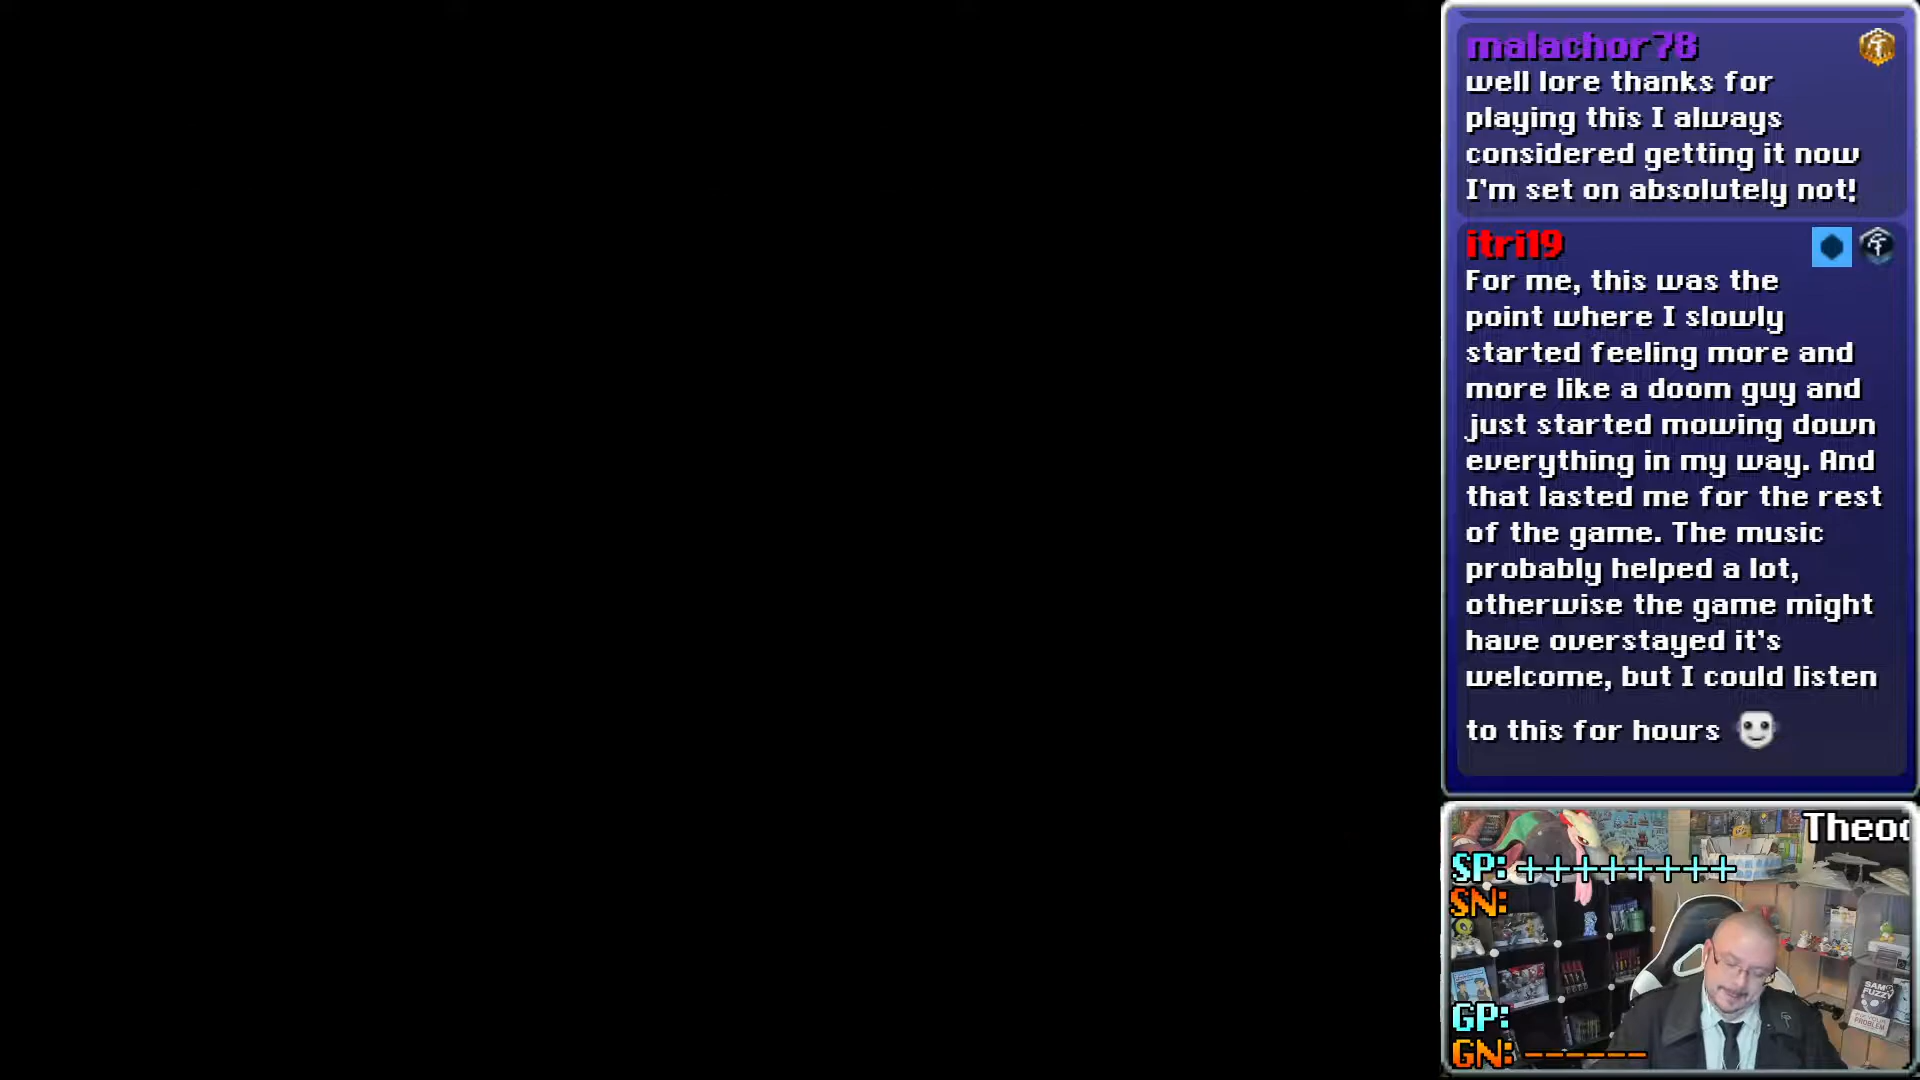 malachor78
well lore thanks for
playing this I always
considered getting it now
I'm set on absolutely not!
itri19
For me, this was the
point where I slowly
started feeling more and
more like a doom guy and
just started mowing down
everything in my way. And
that lasted me for the rest
of the game. The music
probably helped a lot,
otherwise the game might
have overstayed it's
welcome, but I could listen
to this for hours
Theod
SP: ++++++++
SN:
GP:
GN: ------
SAM
FUZZY
PROBLEM